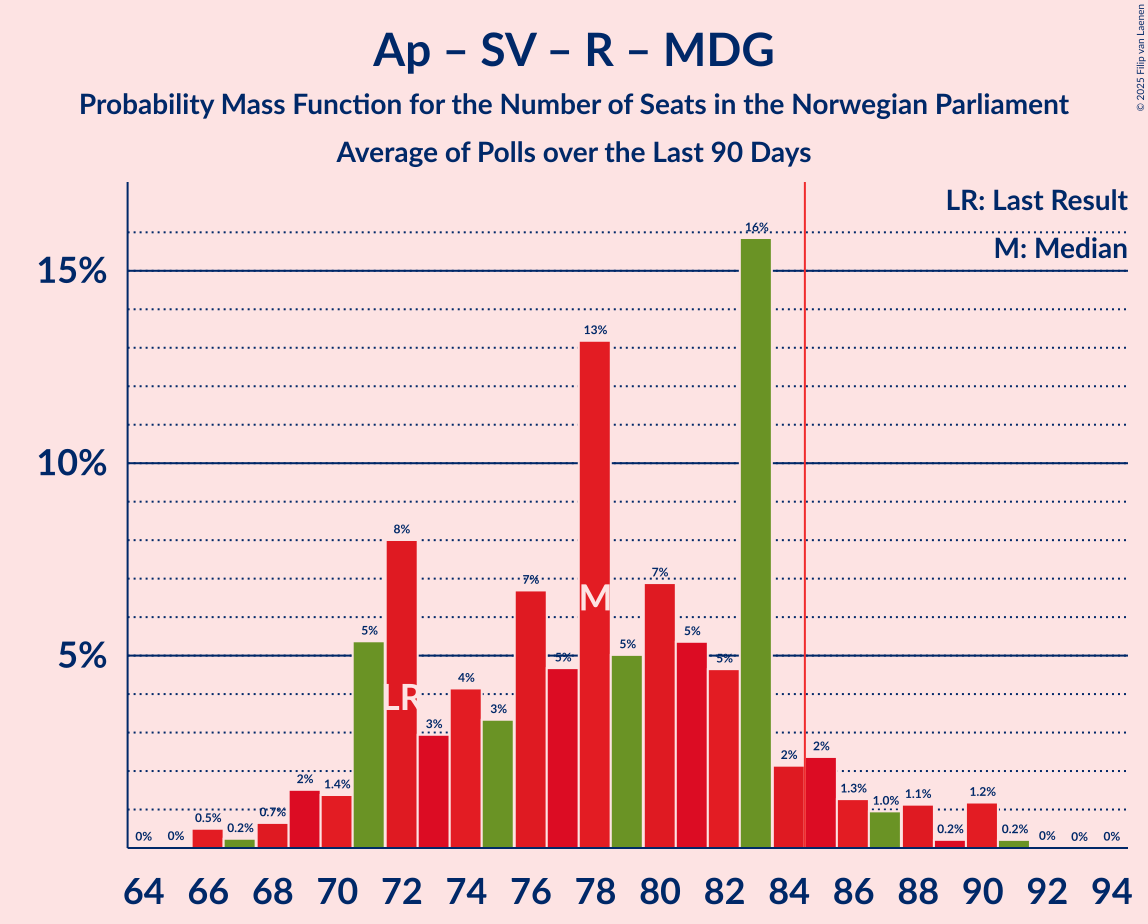 Ap – SV – R – MDG
Probability Mass Function for the Number of Seats in the Norwegian Parliament
Average of Polls over the Last 90 Days
© 2025 Filip van Laenen
LR: Last Result
M: Median
15%
10%
5%
0% 0% 0.5% 0.2% 0.7% 2% 1.4% 5% 8% 3% 4% 3% 7% 5% 13% 5% 7% 5% 5% 16% 2% 2% 1.3% 1.0% 1.1% 0.2% 1.2% 0.2% 0% 0% 0%
LR
M
64 66 68 70 72 74 76 78 80 82 84 86 88 90 92 94